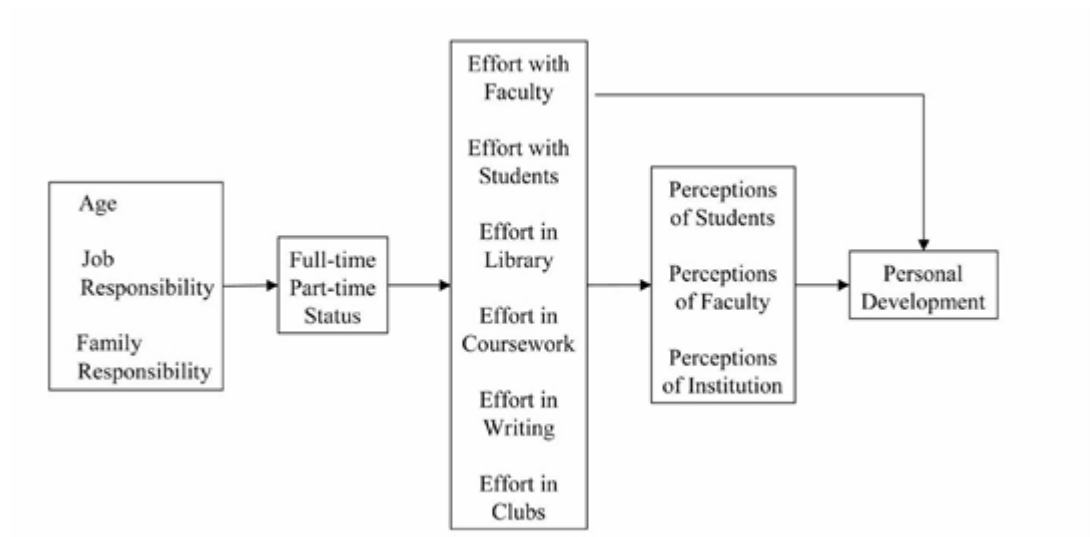 Age
Job
Responsibility
Family
Responsibility
Full-time
Part-time
Status
Effort with
Faculty
Effort with
Students
Effort in
Library
Effort in
Coursework
Effort in
Writing
Effort in
Clubs
Perceptions
of Students
Perceptions
of Faculty
Perceptions
of Institution
Personal
Development